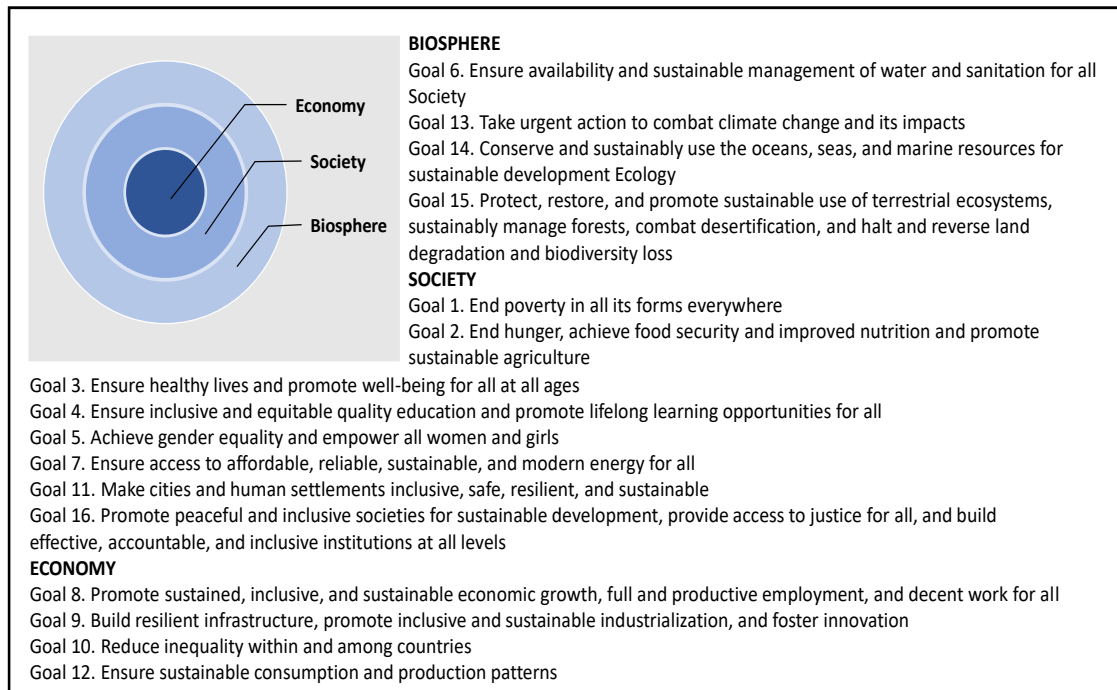 BIOSPHERE
Economy
Society
Biosphere
Goal 6. Ensure availability and sustainable management of water and sanitation for all
Society
Goal 13. Take urgent action to combat climate change and its impacts
Goal 14. Conserve and sustainably use the oceans, seas, and marine resources for
sustainable development Ecology
Goal 15. Protect, restore, and promote sustainable use of terrestrial ecosystems,
sustainably manage forests, combat desertification, and halt and reverse land
degradation and biodiversity loss
SOCIETY
Goal 1. End poverty in all its forms everywhere
Goal 2. End hunger, achieve food security and improved nutrition and promote
sustainable agriculture
Goal 3. Ensure healthy lives and promote well-being for all at all ages
Goal 4. Ensure inclusive and equitable quality education and promote lifelong learning opportunities for all
Goal 5. Achieve gender equality and empower all women and girls
Goal 7. Ensure access to affordable, reliable, sustainable, and modern energy for all
Goal 11. Make cities and human settlements inclusive, safe, resilient, and sustainable
Goal 16. Promote peaceful and inclusive societies for sustainable development, provide access to justice for all, and build
effective, accountable, and inclusive institutions at all levels
ECONOMY
Goal 8. Promote sustained, inclusive, and sustainable economic growth, full and productive employment, and decent work for all
Goal 9. Build resilient infrastructure, promote inclusive and sustainable industrialization, and foster innovation
Goal 10. Reduce inequality within and among countries
Goal 12. Ensure sustainable consumption and production patterns